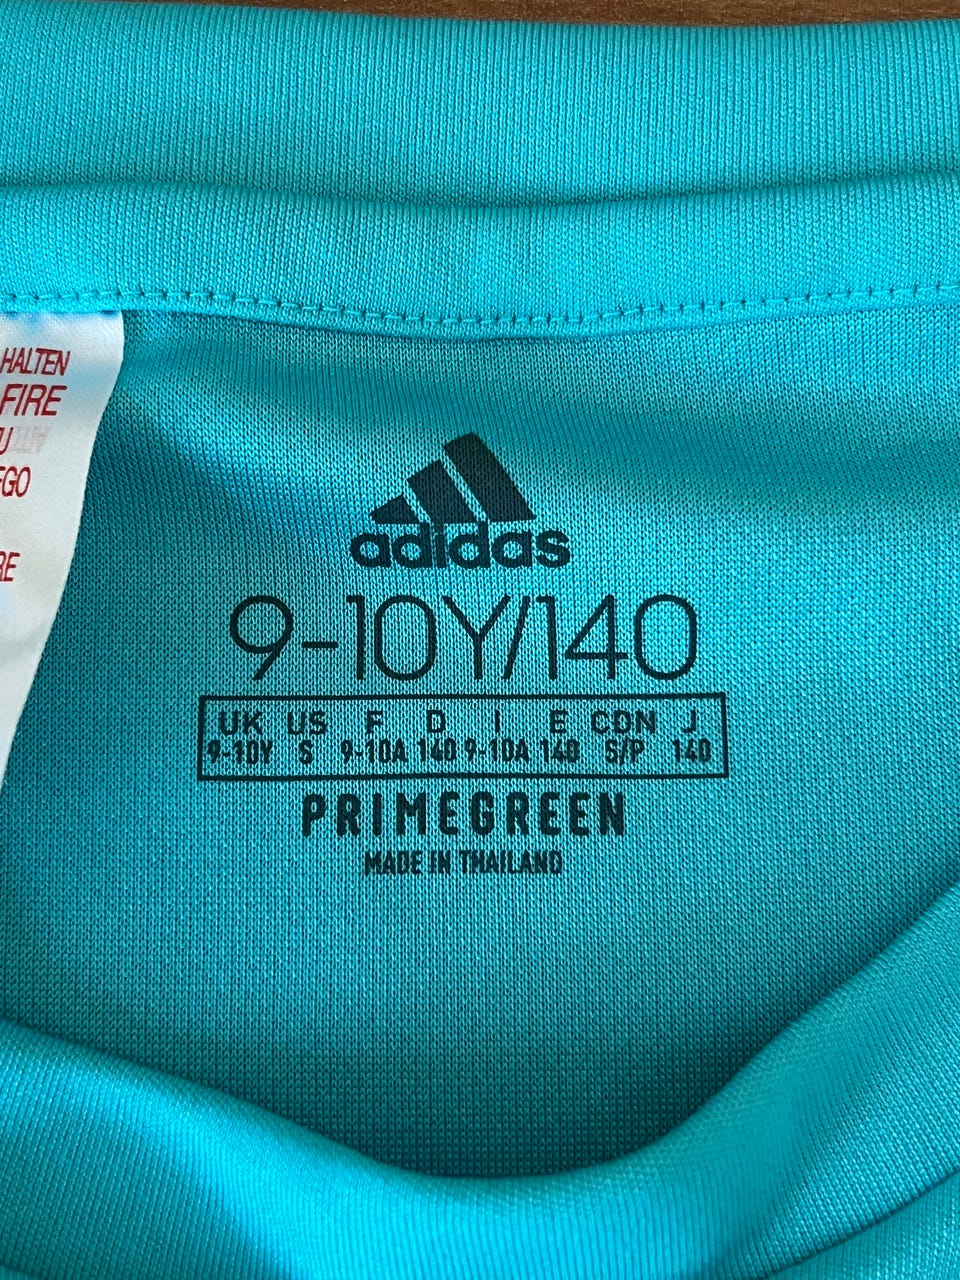 HALTEN
FIRE
RE
adidas
9-10Y/140
UK US F D I E CDN J
9-10Y S 9-10A 140 9-10A 140 S/P 140
PRIMEGREEN
MADE IN THAILAND